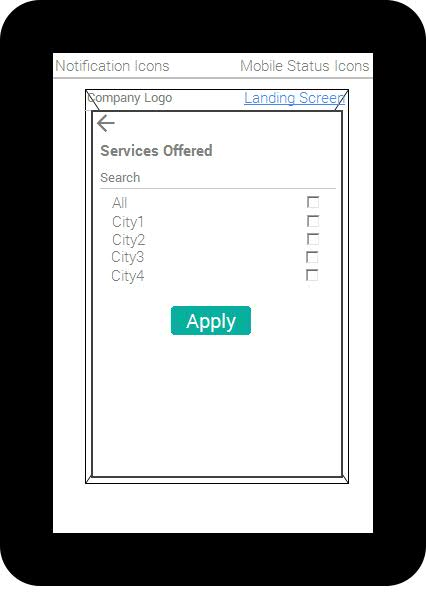 Notification Icons Mobile Status Icons
Company Logo Landing Screen
Services Offered
Search
All
City1
City2
City3
City4
Apply